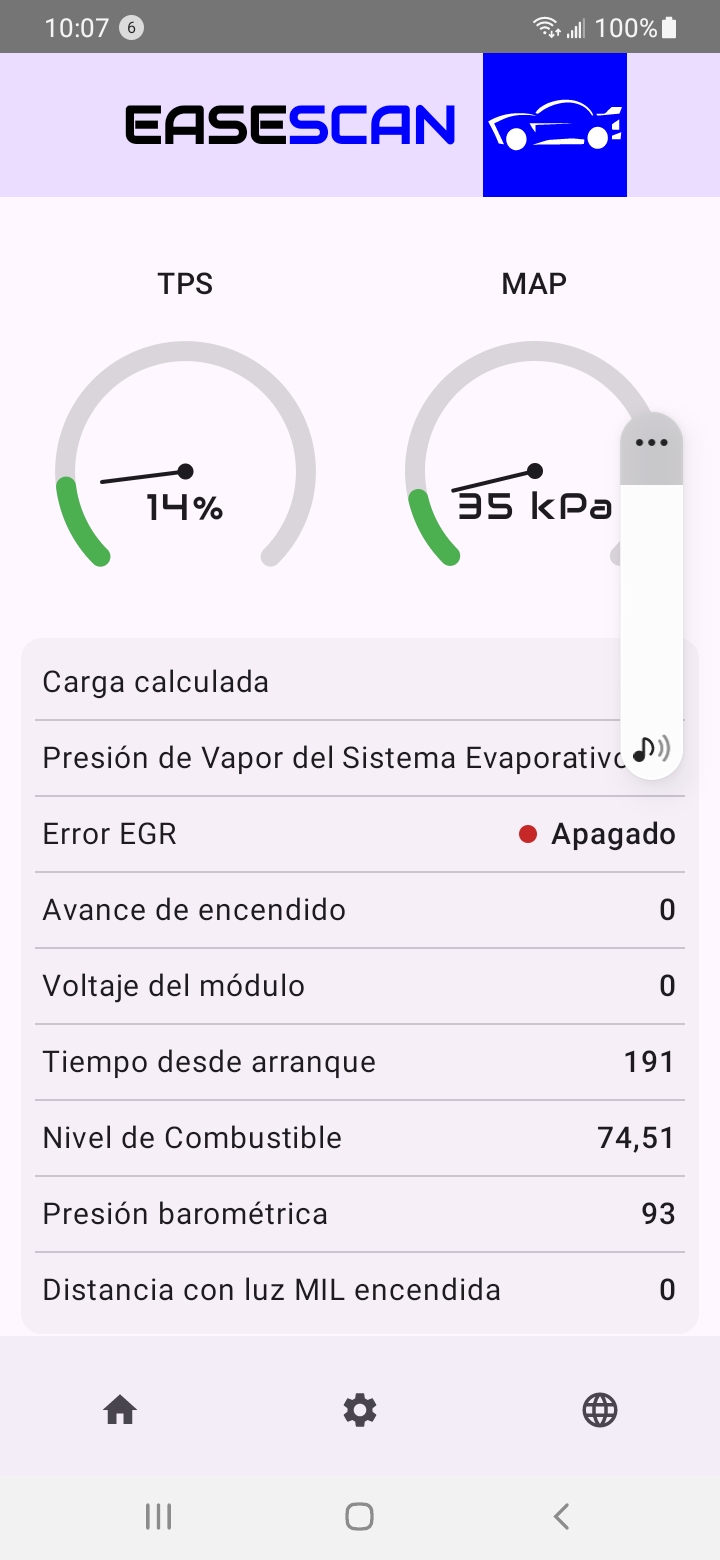 10:07 6 100%
EASESCAN
TPS MAP
14% 35 kPa
Carga calculada
Presión de Vapor del Sistema Evaporativo
Error EGR Apagado
Avance de encendido 0
Voltaje del módulo 0
Tiempo desde arranque 191
Nivel de Combustible 74,51
Presión barométrica 93
Distancia con luz MIL encendida 0